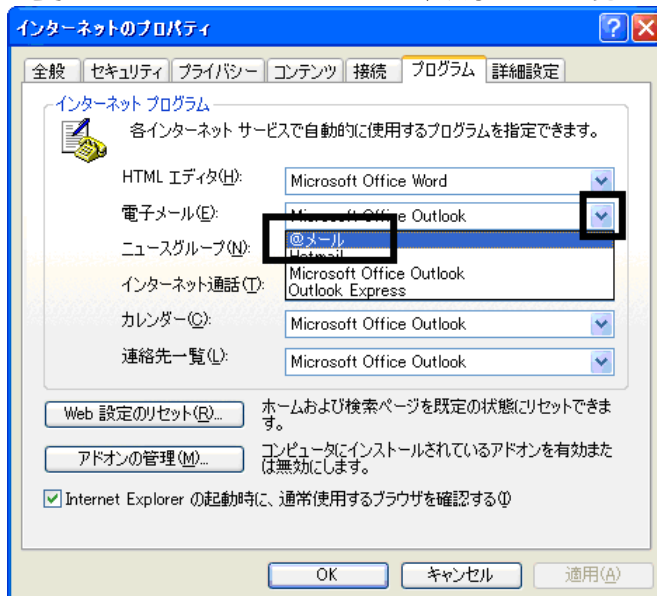 インターネットのプロパティ
全般 セキュリティ プライバシー コンテンツ 接続 プログラム 詳細設定
インターネット プログラム
各インターネット サービスで自動的に使用するプログラムを指定できます。
HTML エディタ(H): Microsoft Office Word
電子メール(E): Microsoft Office Outlook
@メール
Hotmail
ニュースグループ(N):
Microsoft Office Outlook
インターネット通話(T):
Outlook Express
カレンダー(C): Microsoft Office Outlook
連絡先一覧(L): Microsoft Office Outlook
Web 設定のリセット(R)... ホームおよび検索ページを既定の状態にリセットできま
す。
アドオンの管理(M)... コンピュータにインストールされているアドオンを有効また
は無効にします。
Internet Explorer の起動時に、通常使用するブラウザを確認する(I)
OK キャンセル 適用(A)